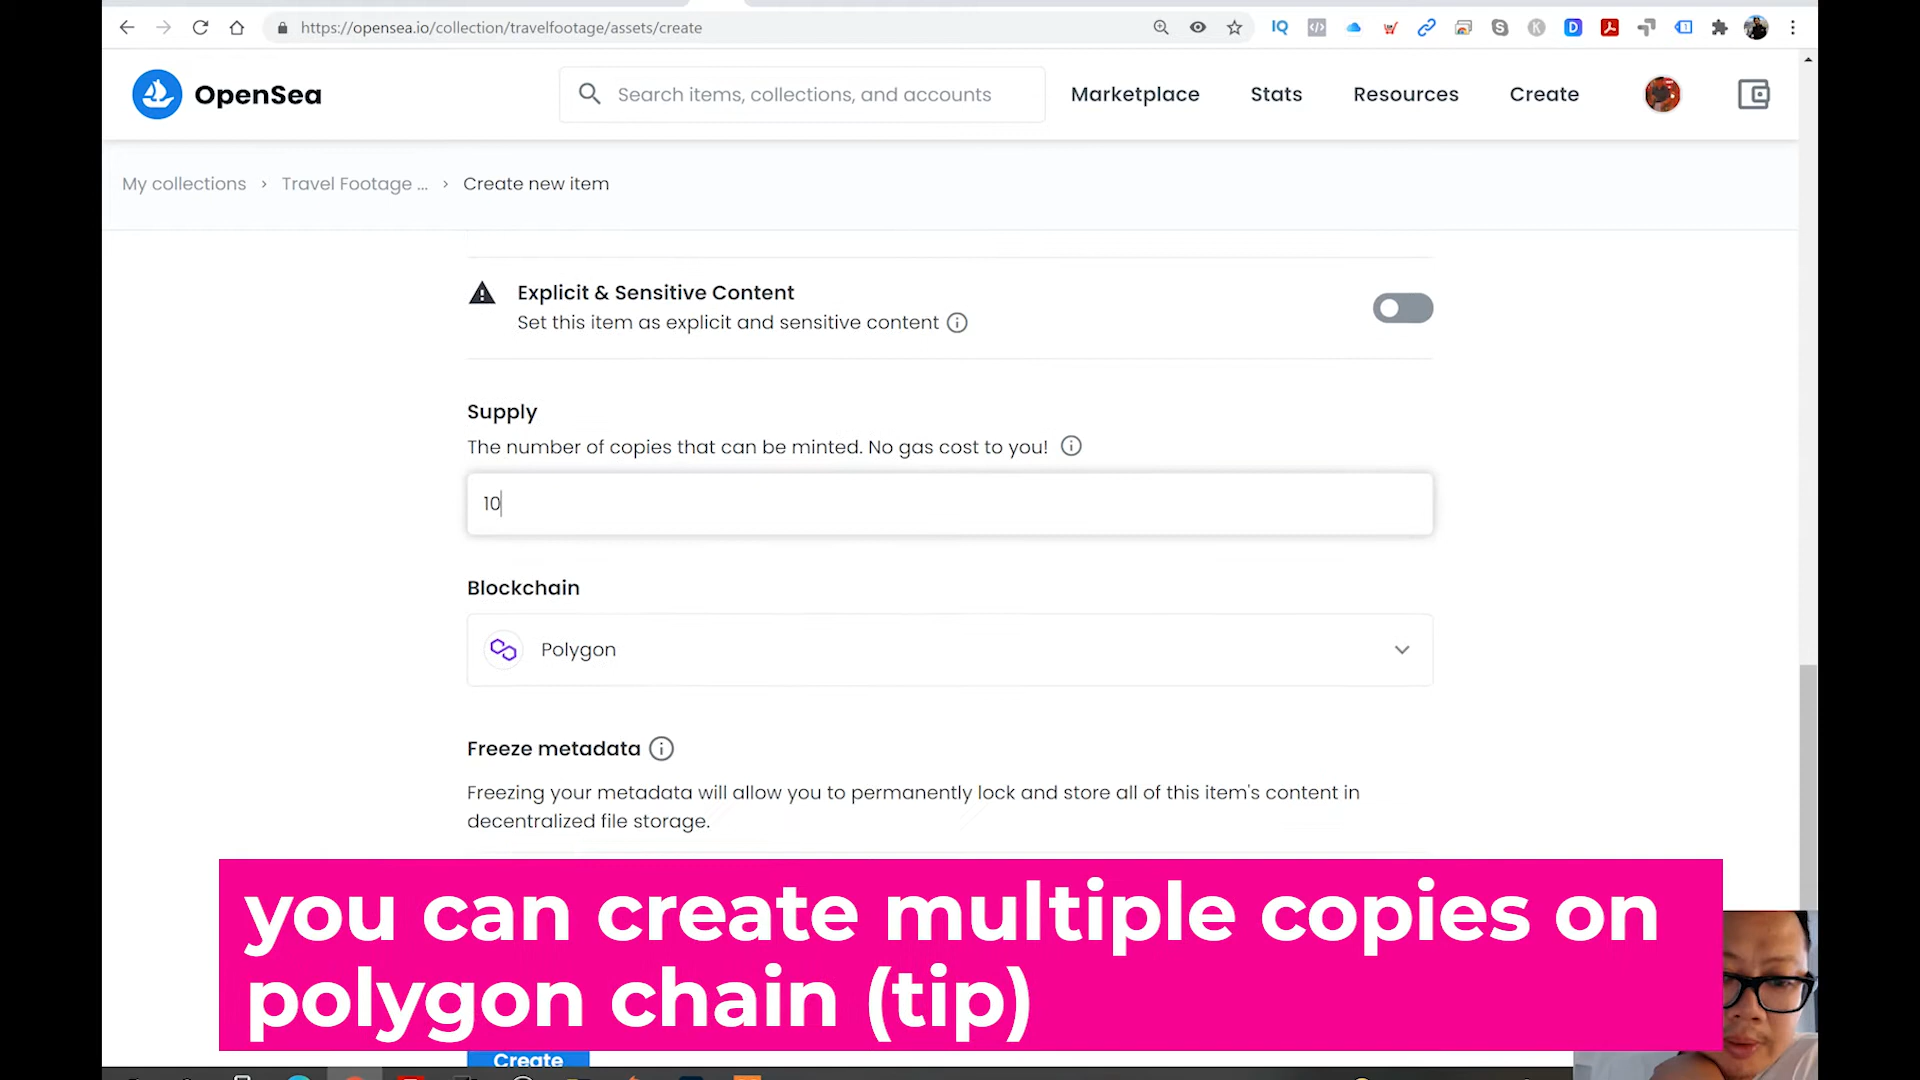 https://opensea.io/collection/travelfootage/assets/create
IQ
K
D
OpenSea
Search items, collections, and accounts
Marketplace
Stats
Resources
Create
My collections > Travel Footage ... > Create new item
Explicit & Sensitive Content
Set this item as explicit and sensitive content
Supply
The number of copies that can be minted. No gas cost to you!
10
Blockchain
Polygon
Freeze metadata
Freezing your metadata will allow you to permanently lock and store all of this item's content in
decentralized file storage.
you can create multiple copies on
polygon chain (tip)
Create